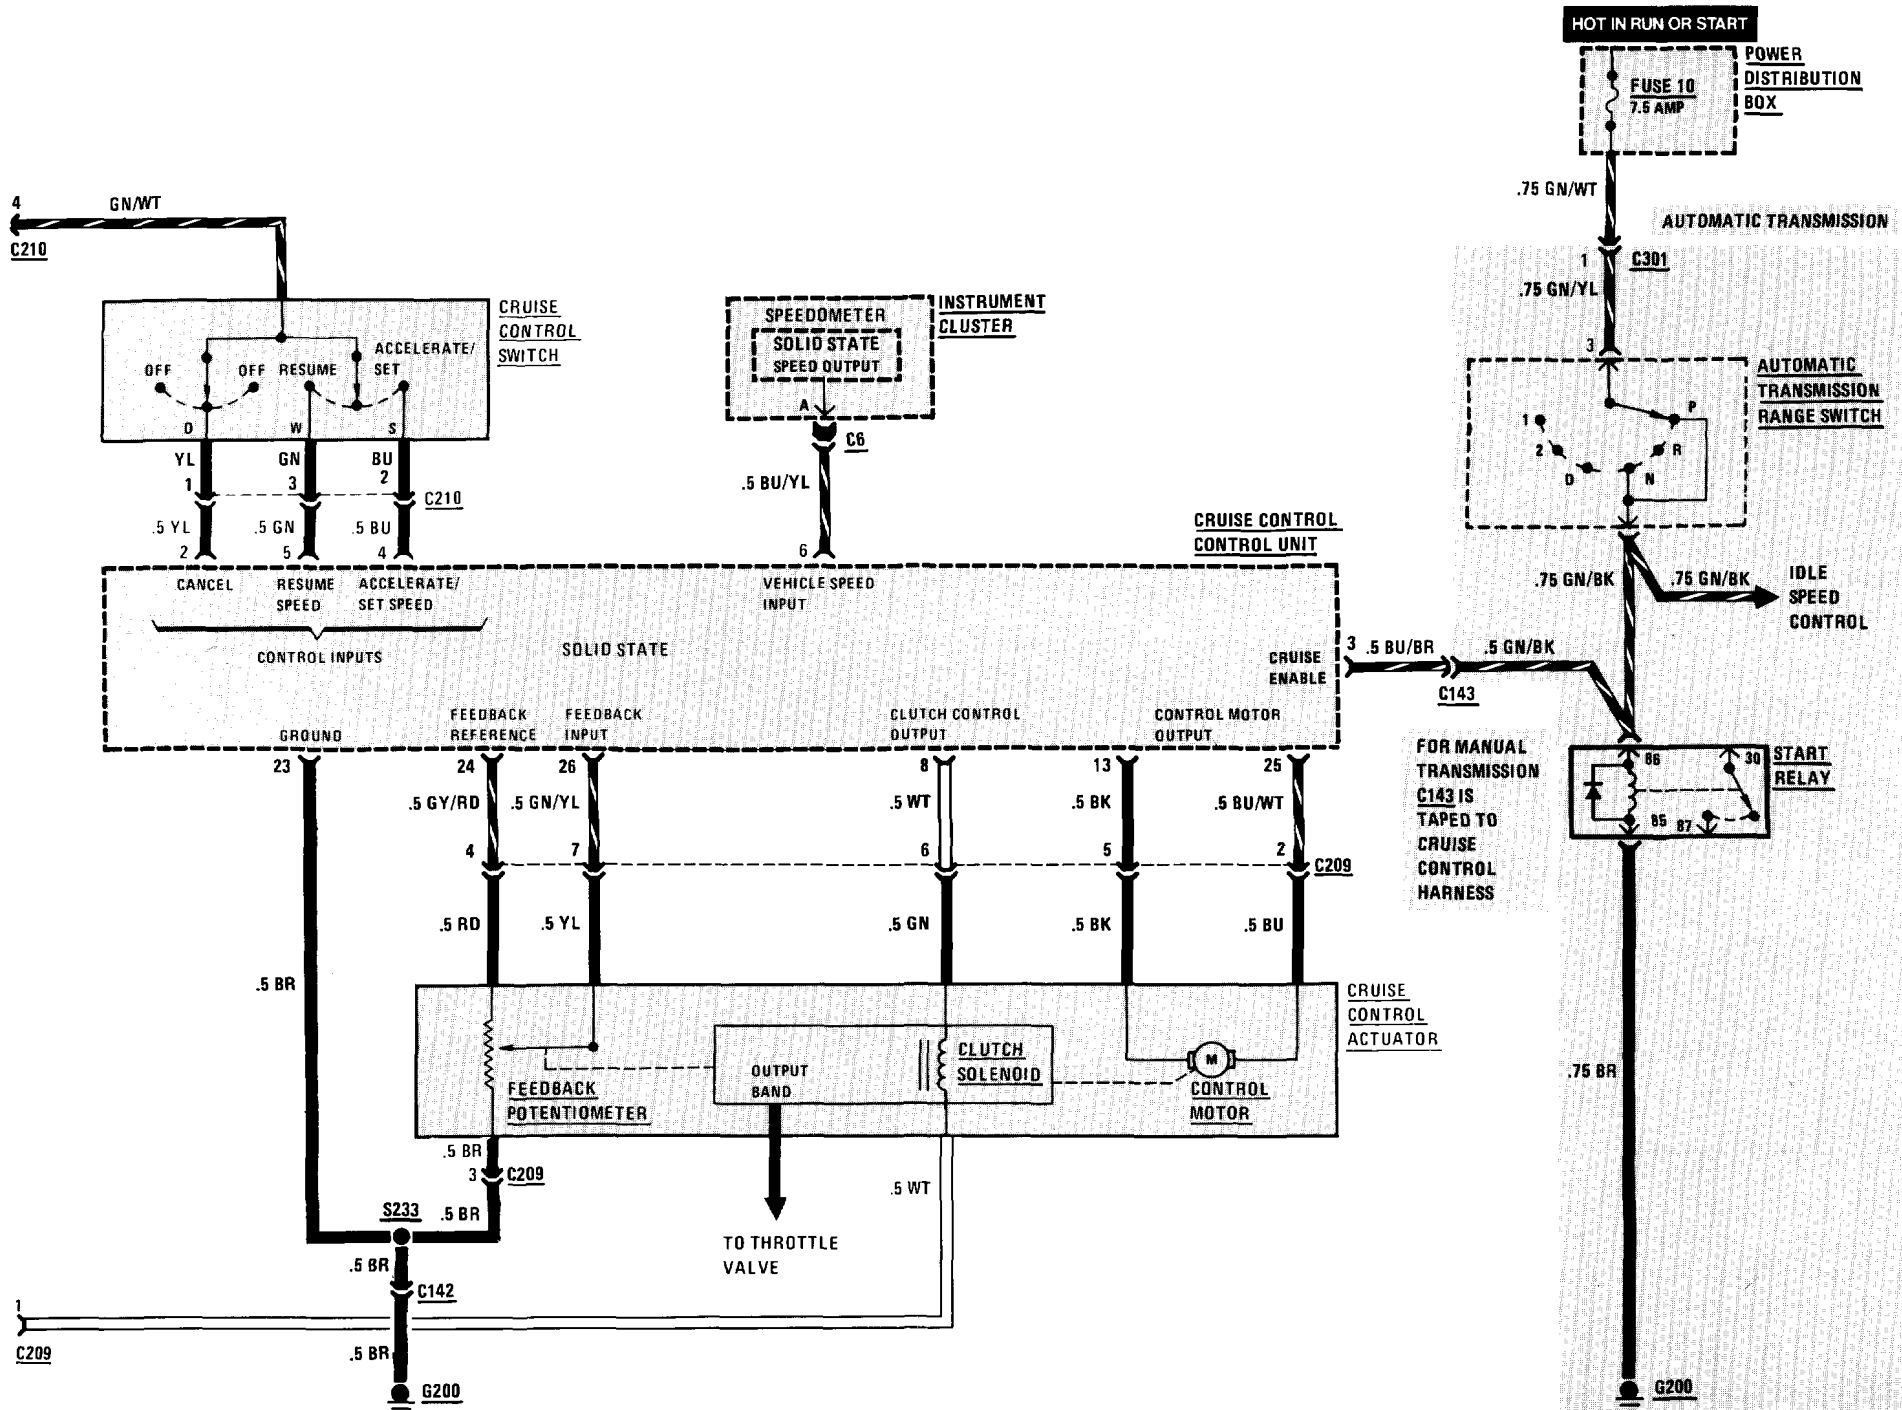 HOT IN RUN OR START
POWER
DISTRIBUTION
BOX
FUSE 10
7.5 AMP
.75 GN/WT
AUTOMATIC TRANSMISSION
1
C301
.75 GN/YL
3
AUTOMATIC
TRANSMISSION
RANGE SWITCH
P
1
2
R
D
N
.75 GN/BK
.75 GN/BK
IDLE
SPEED
CONTROL
4
GN/WT
C210
CRUISE
CONTROL
SWITCH
ACCELERATE/
SET
OFF
OFF
RESUME
D
W
S
YL
GN
BU
1
3
2
C210
.5 YL
.5 GN
.5 BU
2
5
4
INSTRUMENT
CLUSTER
SPEEDOMETER
SOLID STATE
SPEED OUTPUT
A
C6
.5 BU/YL
6
CRUISE CONTROL
CONTROL UNIT
CANCEL
RESUME
SPEED
ACCELERATE/
SET SPEED
VEHICLE SPEED
INPUT
CONTROL INPUTS
SOLID STATE
CRUISE
ENABLE
3
.5 BU/BR
.5 GN/BK
C143
GROUND
FEEDBACK
REFERENCE
FEEDBACK
INPUT
CLUTCH CONTROL
OUTPUT
CONTROL MOTOR
OUTPUT
23
24
26
8
13
25
.5 GY/RD
.5 GN/YL
.5 WT
.5 BK
.5 BU/WT
4
7
6
5
2
C209
.5 RD
.5 YL
.5 GN
.5 BK
.5 BU
FOR MANUAL
TRANSMISSION
C143 IS
TAPED TO
CRUISE
CONTROL
HARNESS
86
30
85
87
START
RELAY
.5 BR
CRUISE
CONTROL
ACTUATOR
OUTPUT
BAND
CLUTCH
SOLENOID
M
CONTROL
MOTOR
FEEDBACK
POTENTIOMETER
.75 BR
.5 BR
3
C209
.5 BR
.5 WT
S233
TO THROTTLE
VALVE
.5 BR
C142
1
C209
.5 BR
G200
G200